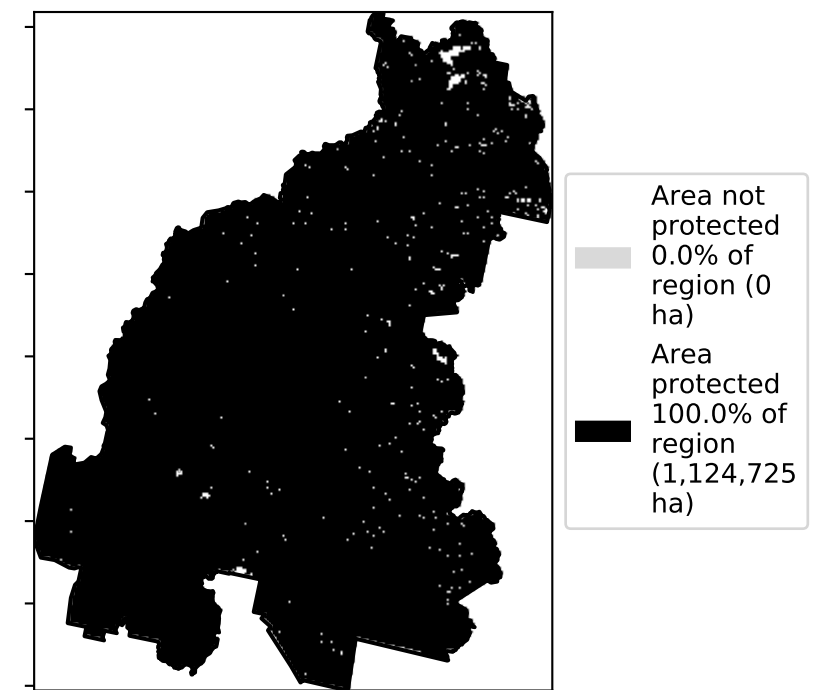 Area not
protected
0.0% of
region (0
ha)
Area
protected
100.0% of
region
(1,124,725
ha)